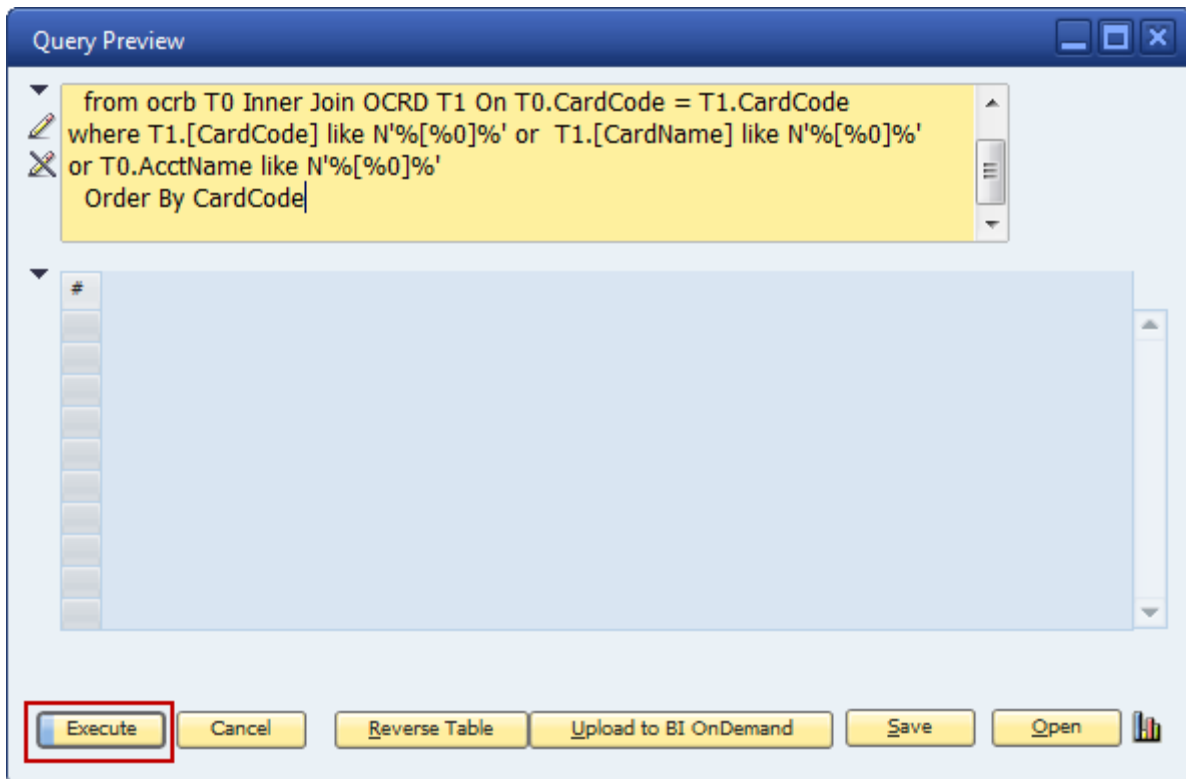 Query Preview
from ocrb T0 Inner Join OCRD T1 On T0.CardCode = T1.CardCode
where T1.[CardCode] like N'%[%0]%' or  T1.[CardName] like N'%[%0]%'
or T0.AcctName like N'%[%0]%'
Order By CardCode
#
Execute Cancel Reverse Table Upload to BI OnDemand Save Open